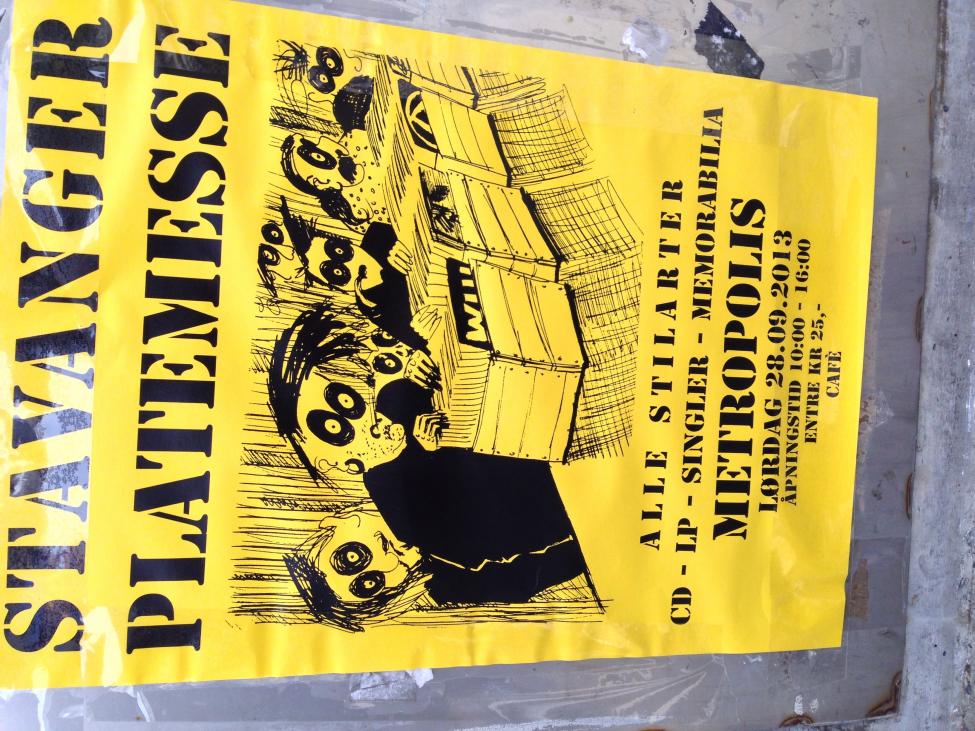 STAVANGER
PLATEMESSE
ALLE STILARTER
CD - LP - SINGLER - MEMORABILIA
METROPOLIS
LØRDAG 28.09.2013
ÅPNINGSTID 10:00 - 16:00
ENTRE KR 25,-
CAFE